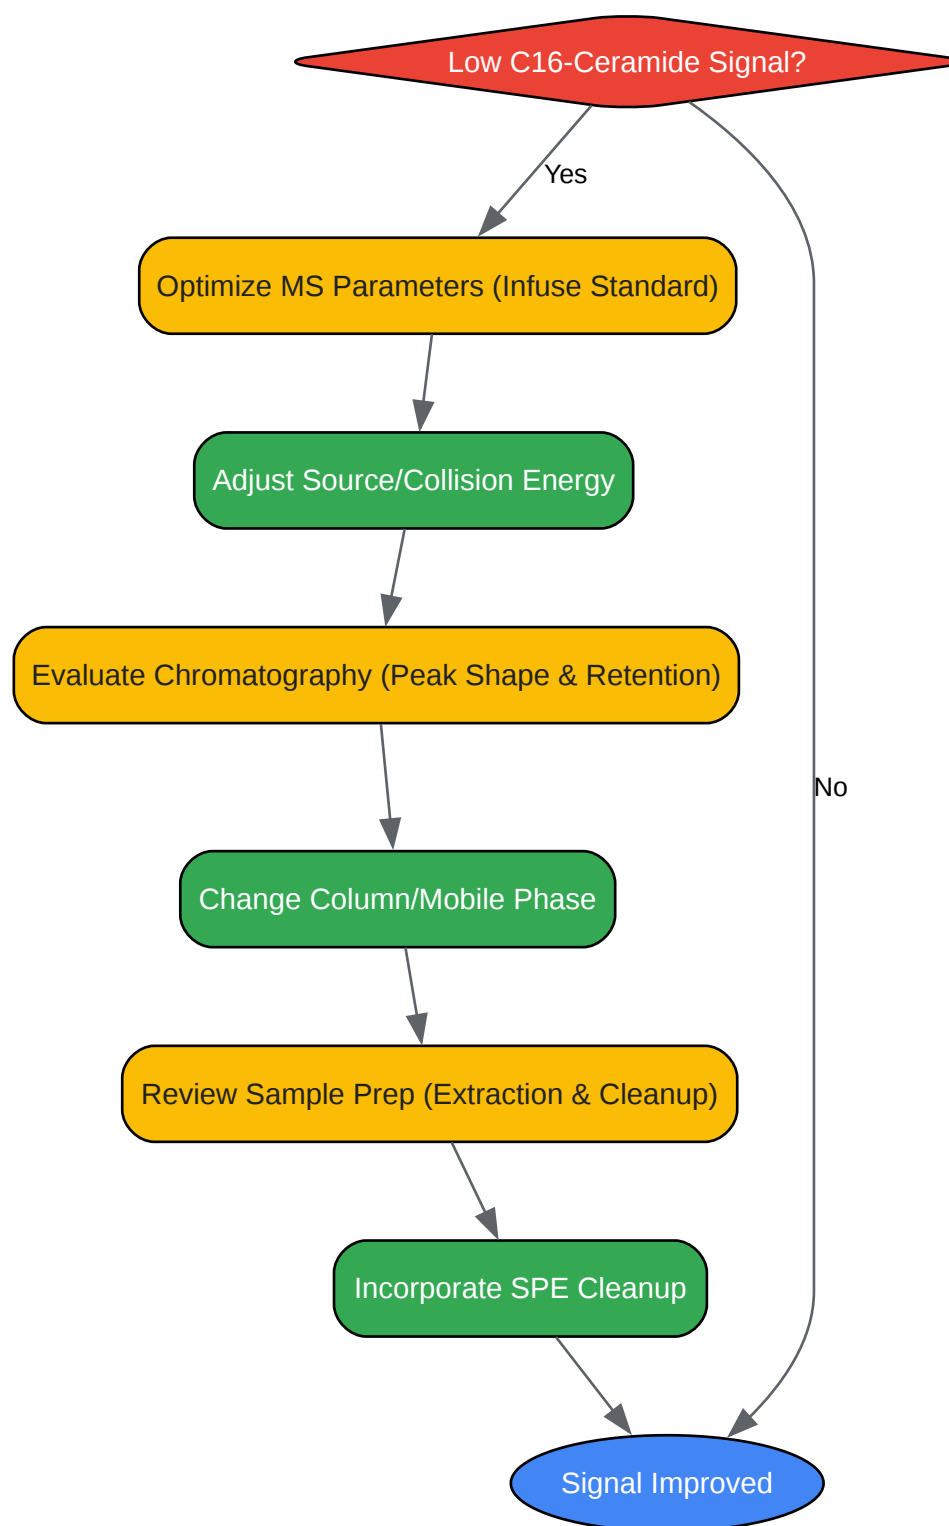 Low C16-Ceramide Signal?
Yes
Optimize MS Parameters (Infuse Standard)
Adjust Source/Collision Energy
Evaluate Chromatography (Peak Shape & Retention)
No
Change Column/Mobile Phase
Review Sample Prep (Extraction & Cleanup)
Incorporate SPE Cleanup
Signal Improved